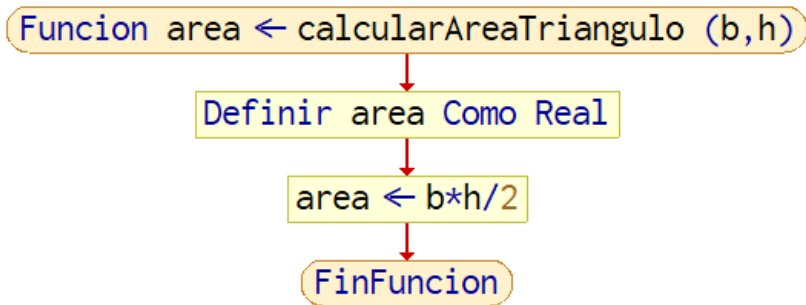 Funcion area ← calcularAreaTriangulo (b,h)
Definir area Como Real
area ← b*h/2
FinFuncion